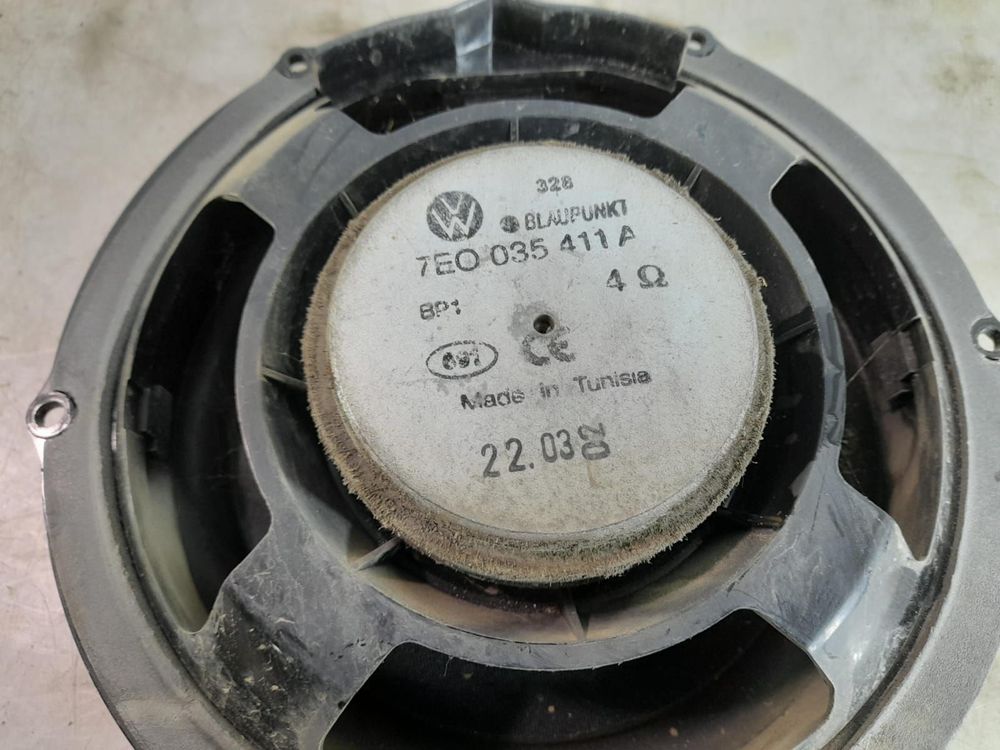 328
BLAUPUNKT
7E0 035 411 A
4 Ω
BP1
CE
Made in Tunisia
22.03 02